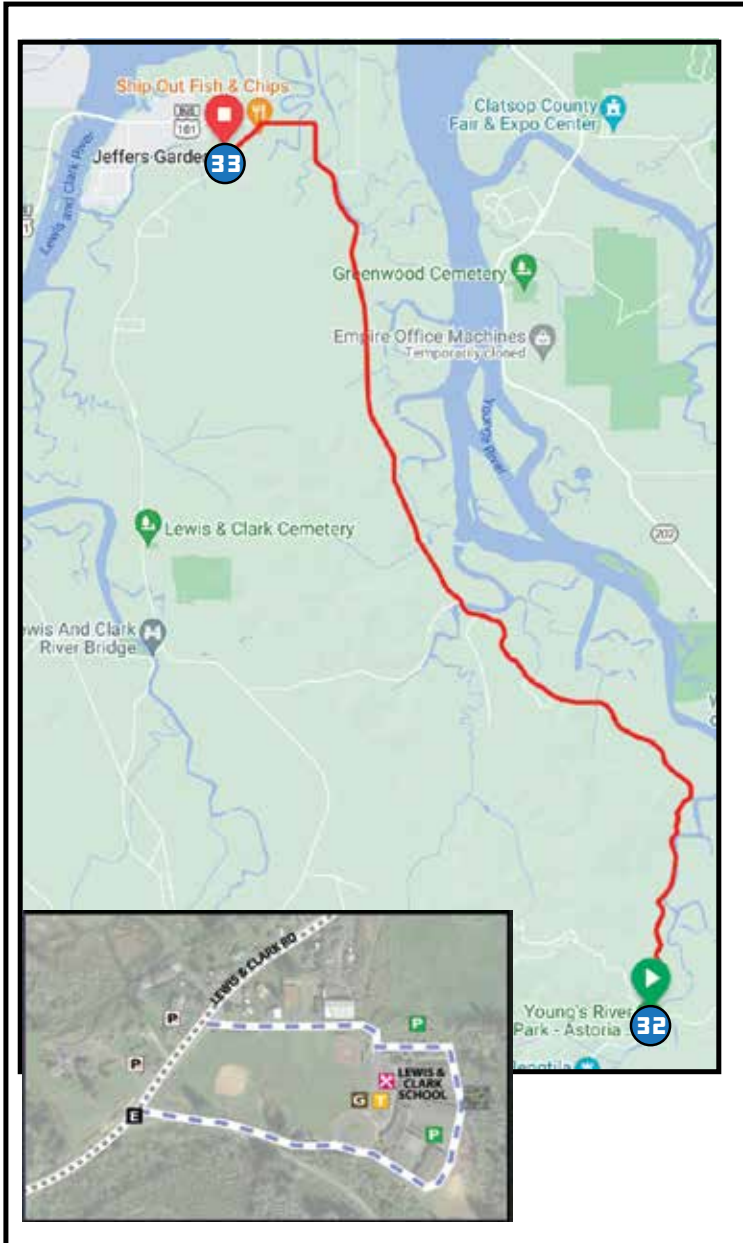 Ship Out Fish & Chips
101
Jeffers Garden
33
Lewis and Clark River
Clatsop County
Fair & Expo Center
Greenwood Cemetery
Empire Office Machines
Temporarily closed
Young's River
202
Lewis & Clark Cemetery
ewis And Clark
River Bridge
Young's River
Park - Astoria
32
LEWIS & CLARK RD
P
P
P
E
LEWIS &
CLARK
SCHOOL
G
T
P